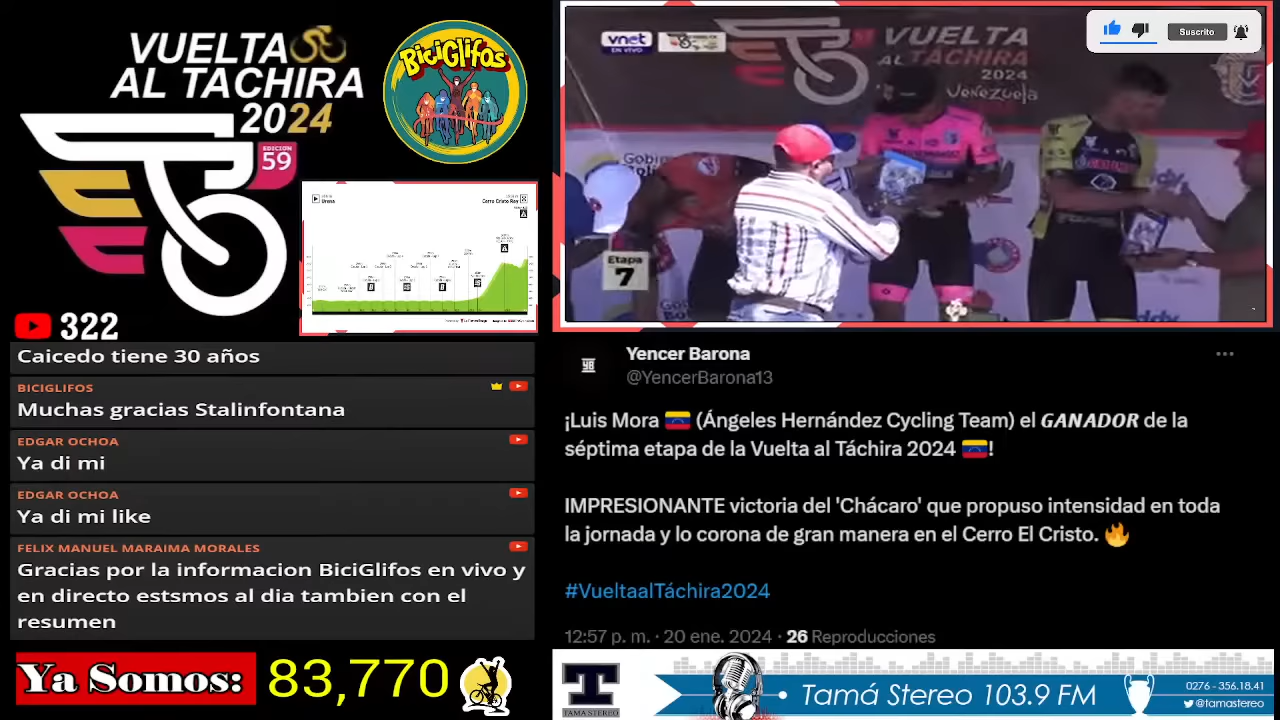 VUELTA
AL TACHIRA
2024
EDICION
59
BiciGlifos
Urena
Cerro Cristo Rey
322
Caicedo tiene 30 años
BICIGLIFOS
Muchas gracias Stalinfontana
EDGAR OCHOA
Ya di mi
EDGAR OCHOA
Ya di mi like
FELIX MANUEL MARAIMA MORALES
Gracias por la informacion BiciGlifos en vivo y
en directo estsmos al dia tambien con el
resumen
Ya Somos:
83,770
vnet
EN VIVO
VUELTA
AL TACHIRA
2024
Venezuela
Suscrito
Etapa
7
Yencer Barona
@YencerBarona13
¡Luis Mora 🇻🇪 (Ángeles Hernández Cycling Team) el GANADOR de la
séptima etapa de la Vuelta al Táchira 2024 🇻🇪!
IMPRESIONANTE victoria del 'Chácaro' que propuso intensidad en toda
la jornada y lo corona de gran manera en el Cerro El Cristo. 🔥
#VueltaalTáchira2024
12:57 p. m. · 20 ene. 2024 · 26 Reproducciones
TAMÁ STEREO
Tamá Stereo 103.9 FM
0276 - 356.18.41
@tamastereo